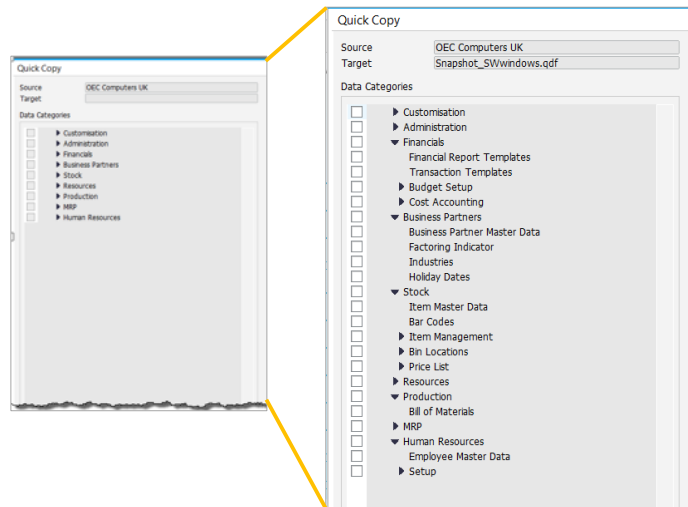 Quick Copy
Source OEC Computers UK
Target
Data Categories
Customisation
Administration
Financials
Business Partners
Stock
Resources
Production
MRP
Human Resources
Quick Copy
Source OEC Computers UK
Target Snapshot_SWwindows.qdf
Data Categories
Customisation
Administration
Financials
Financial Report Templates
Transaction Templates
Budget Setup
Cost Accounting
Business Partners
Business Partner Master Data
Factoring Indicator
Industries
Holiday Dates
Stock
Item Master Data
Bar Codes
Item Management
Bin Locations
Price List
Resources
Production
Bill of Materials
MRP
Human Resources
Employee Master Data
Setup